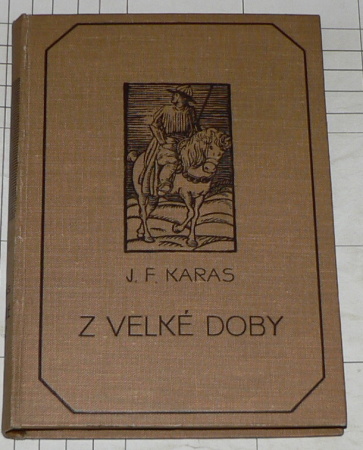 J. F. KARAS
Z VELKÉ DOBY